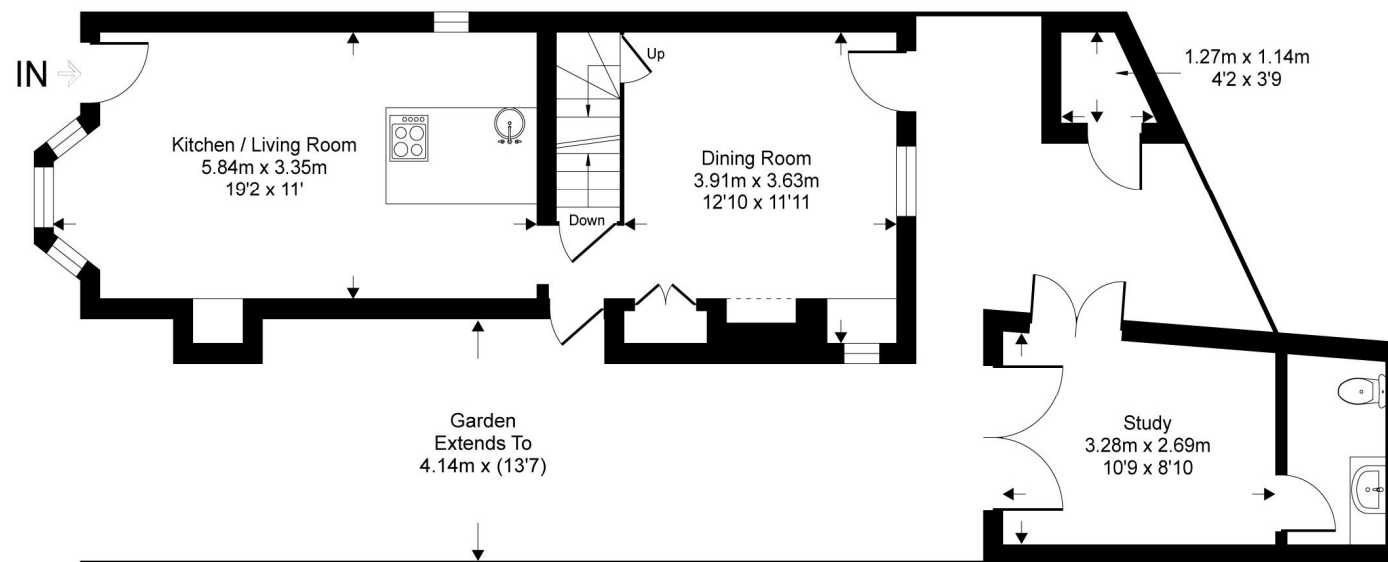 IN
Kitchen / Living Room
5.84m x 3.35m
19'2 x 11'
Up
Down
Dining Room
3.91m x 3.63m
12'10 x 11'11
1.27m x 1.14m
4'2 x 3'9
Garden
Extends To
4.14m x (13'7)
Study
3.28m x 2.69m
10'9 x 8'10